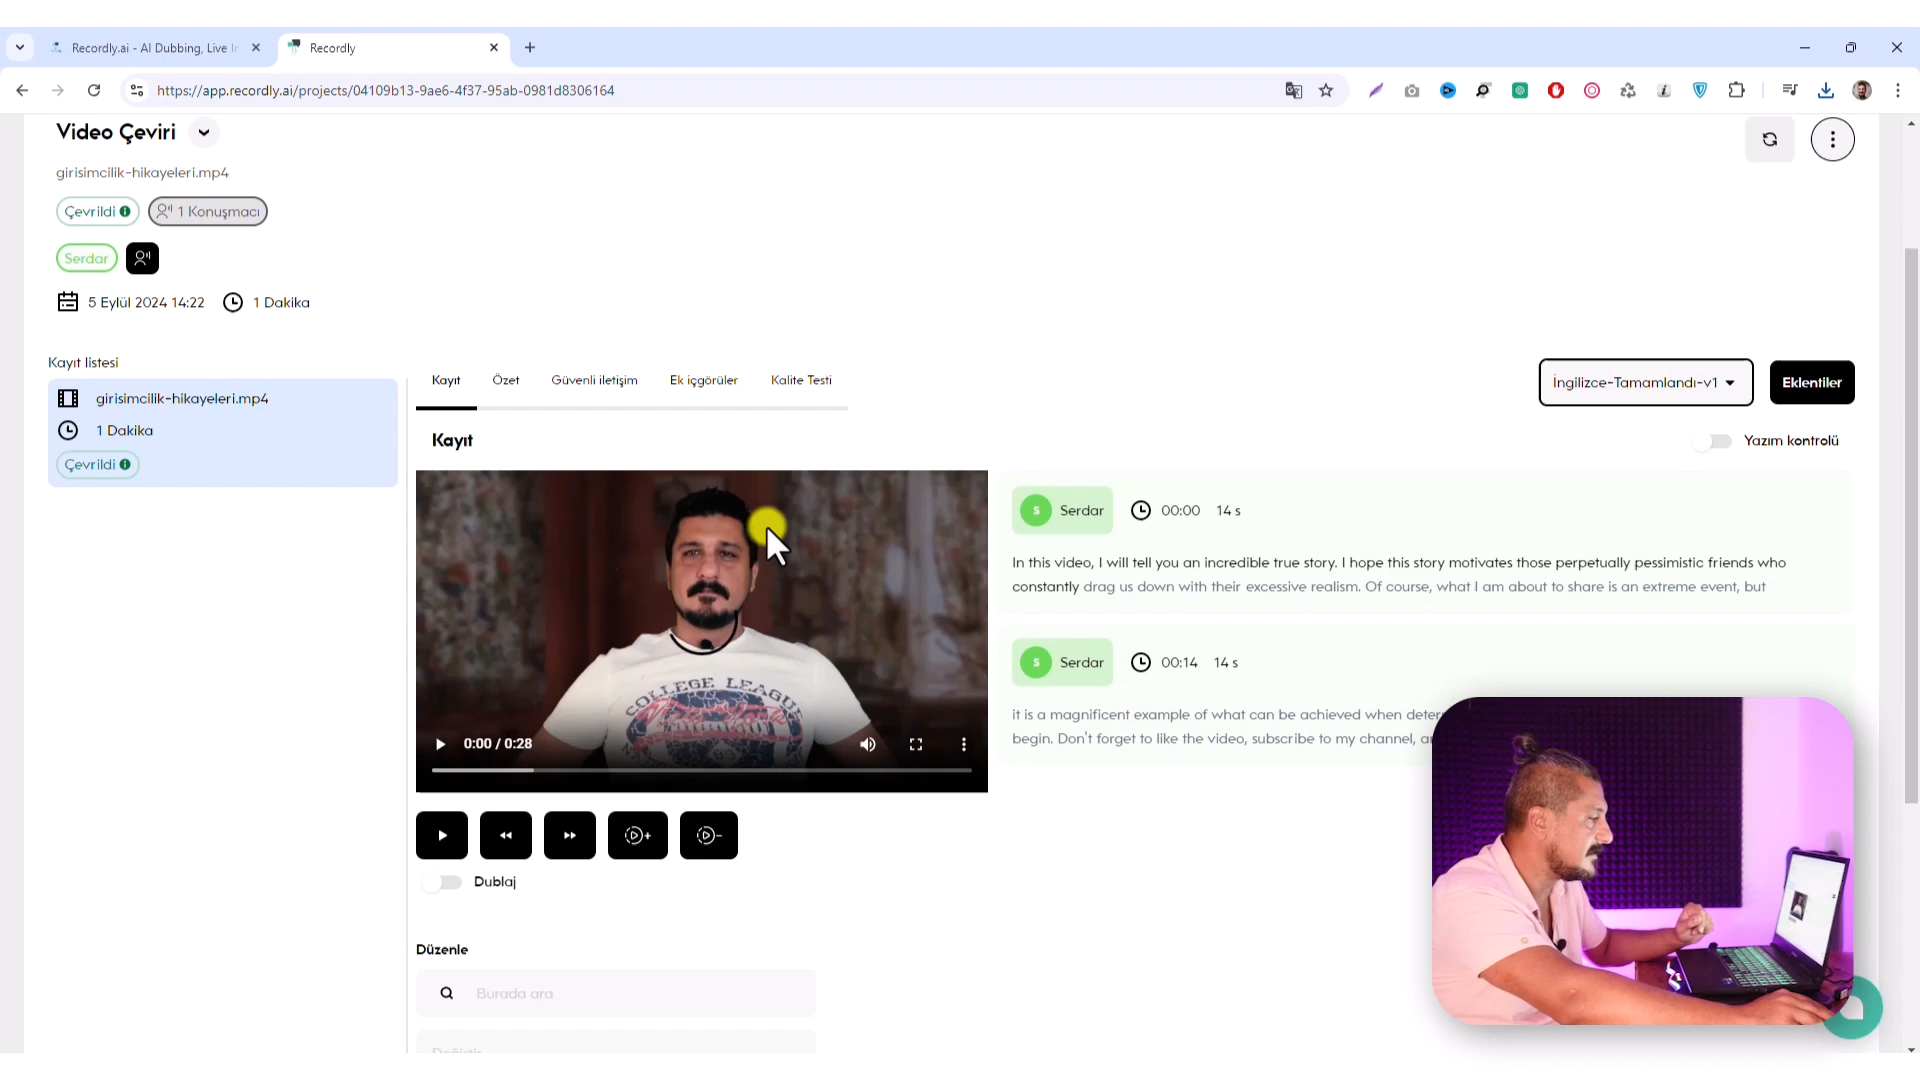 Recordly.ai - AI Dubbing, Live In
Recordly
https://app.recordly.ai/projects/04109b13-9ae6-4f37-95ab-0981d8306164
Video Çeviri
girisimcilik-hikayeleri.mp4
Çevrildi
1 Konuşmacı
Serdar
5 Eylül 2024 14:22
1 Dakika
Kayıt listesi
girisimcilik-hikayeleri.mp4
1 Dakika
Çevrildi
Kayıt
Özet
Güvenli iletişim
Ek içgörüler
Kalite Testi
İngilizce-Tamamlandı-v1
Eklentiler
Kayıt
Yazım kontrolü
COLLEGE LEAGUE
0:00 / 0:28
S Serdar 00:00 14 s
In this video, I will tell you an incredible true story. I hope this story motivates those perpetually pessimistic friends who
constantly drag us down with their excessive realism. Of course, what I am about to share is an extreme event, but
S Serdar 00:14 14 s
it is a magnificent example of what can be achieved when deter
begin. Don't forget to like the video, subscribe to my channel, a
Dublaj
Düzenle
Burada ara